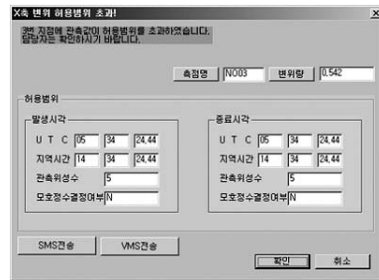 X축 변위 허용범위 초과!
3번 지점에 관측값이 허용범위를 초과하였습니다.
담당자는 확인하시기 바랍니다.
측점명 NO03 변위량 0.542
허용범위
발생시각 종료시각
U T C 05 34 24.44 U T C 05 34 24.44
지역시간 14 34 24.44 지역시간 14 34 24.44
관측위성수 5 관측위성수 5
모호정수결정여부 N 모호정수결정여부 N
SMS전송 VMS전송
확인 취소